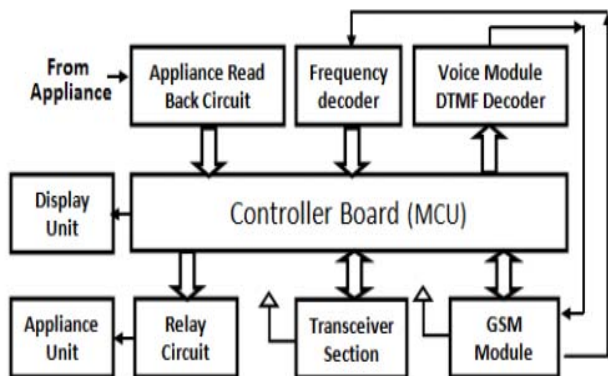 From
Appliance
Appliance Read
Back Circuit
Frequency
decoder
Voice Module
DTMF Decoder
Display
Unit
Controller Board (MCU)
Appliance
Unit
Relay
Circuit
Transceiver
Section
GSM
Module